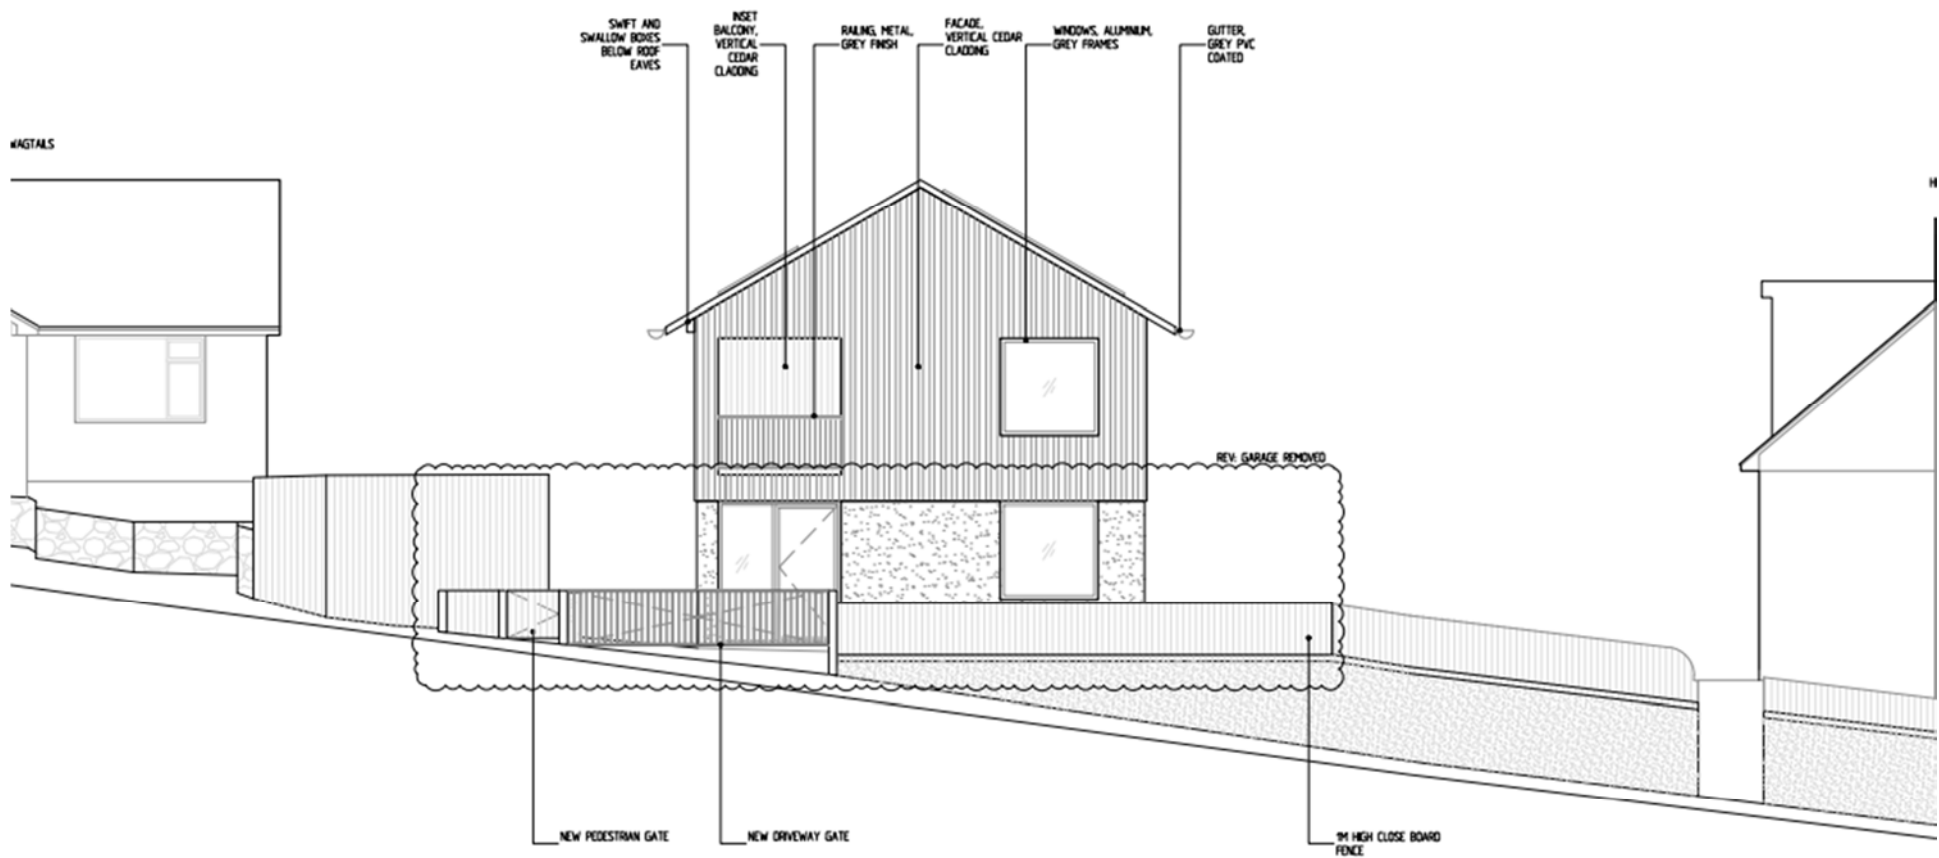 SWIFT AND
SWALLOW BOXES
BELOW ROOF
EAVES
INSET
BALCONY,
VERTICAL
CEDAR
CLADDING
RAILING, METAL,
GREY FINISH
FACADE,
VERTICAL CEDAR
CLADDING
WINDOWS, ALUMINIUM,
GREY FRAMES
GUTTER,
GREY PVC
COATED
WAGTAILS
REV: GARAGE REMOVED
NEW PEDESTRIAN GATE
NEW DRIVEWAY GATE
1M HIGH CLOSE BOARD
FENCE